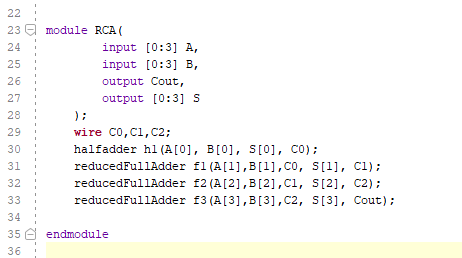 22
23 module RCA(
24 input [0:3] A,
25 input [0:3] B,
26 output Cout,
27 output [0:3] S
28 );
29 wire C0,C1,C2;
30 halfadder h1(A[0], B[0], S[0], C0);
31 reducedFullAdder f1(A[1],B[1],C0, S[1], C1);
32 reducedFullAdder f2(A[2],B[2],C1, S[2], C2);
33 reducedFullAdder f3(A[3],B[3],C2, S[3], Cout);
34
35 endmodule
36